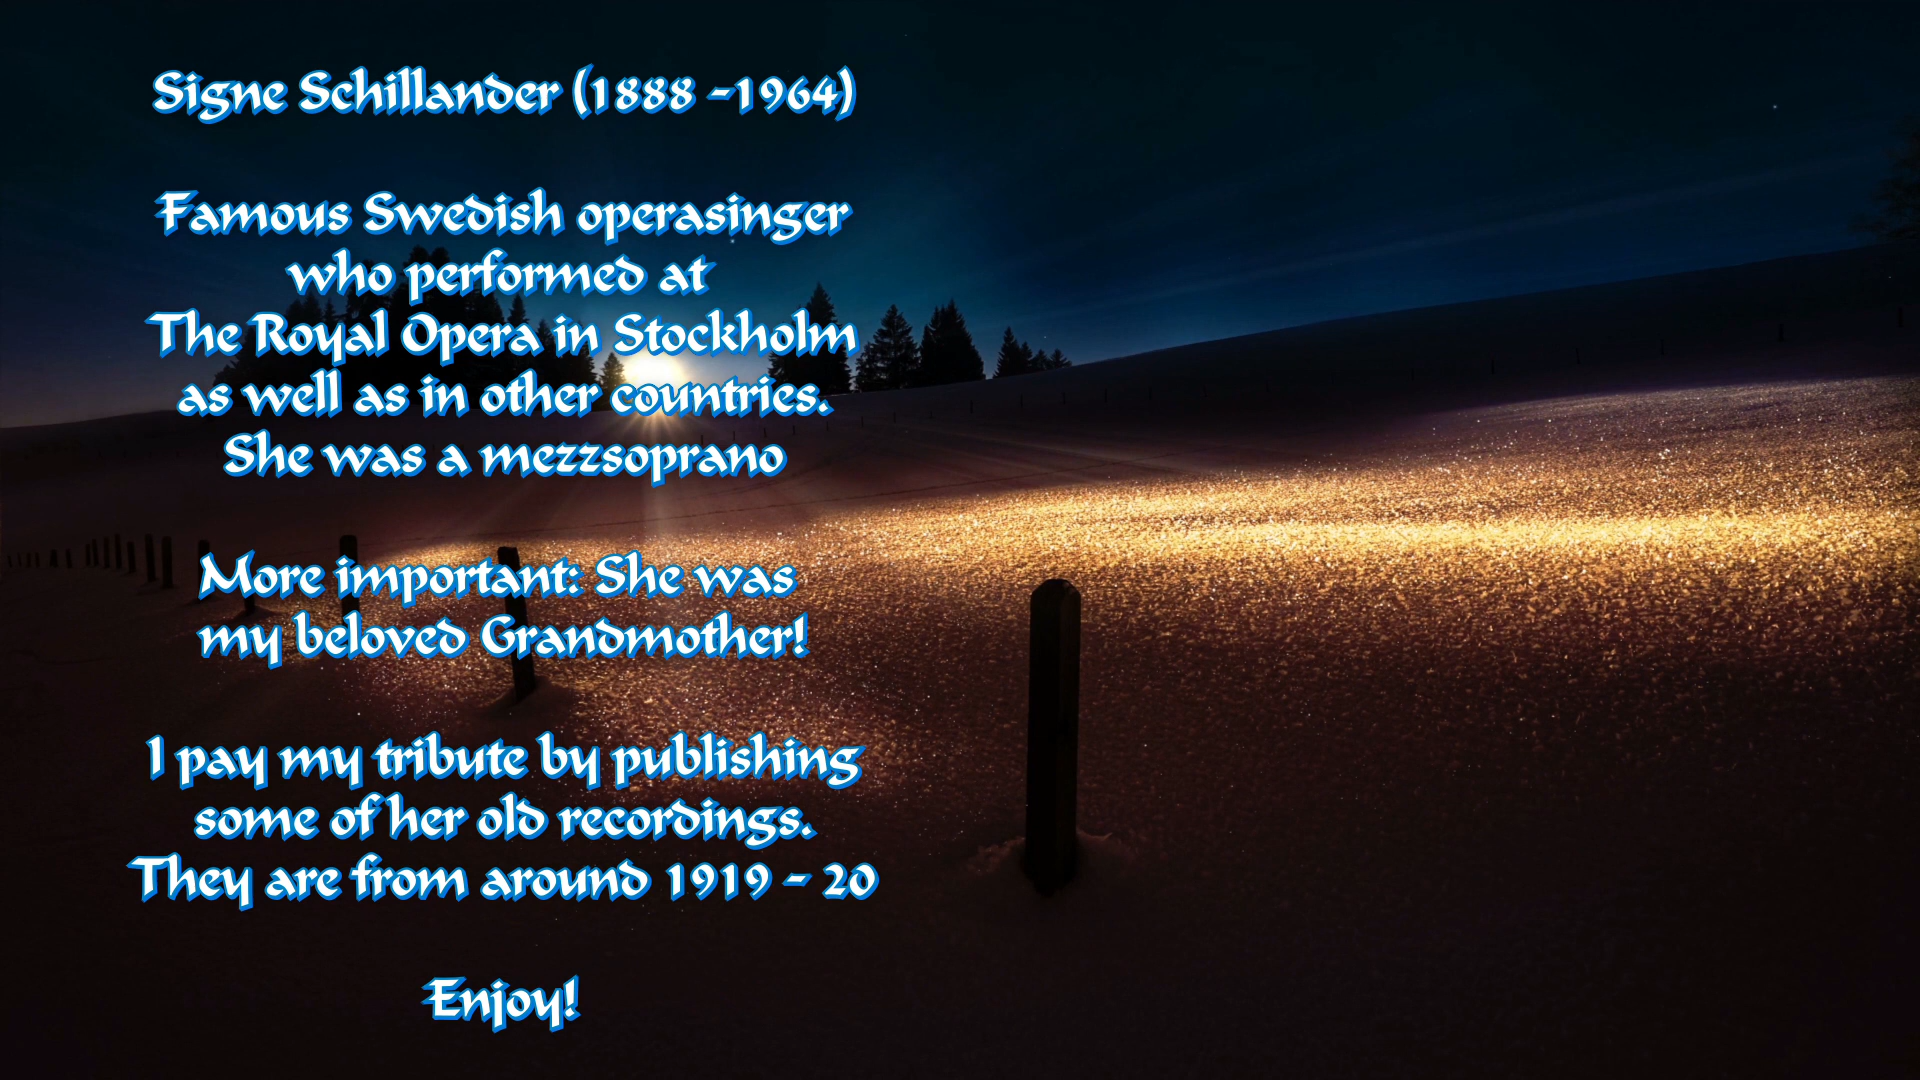 Signe Schillander (1888 -1964)
Famous Swedish operasinger
who performed at
The Royal Opera in Stockholm
as well as in other countries.
She was a mezzsoprano
More important: She was
my beloved Grandmother!
I pay my tribute by publishing
some of her old recordings.
They are from around 1919 - 20
Enjoy!